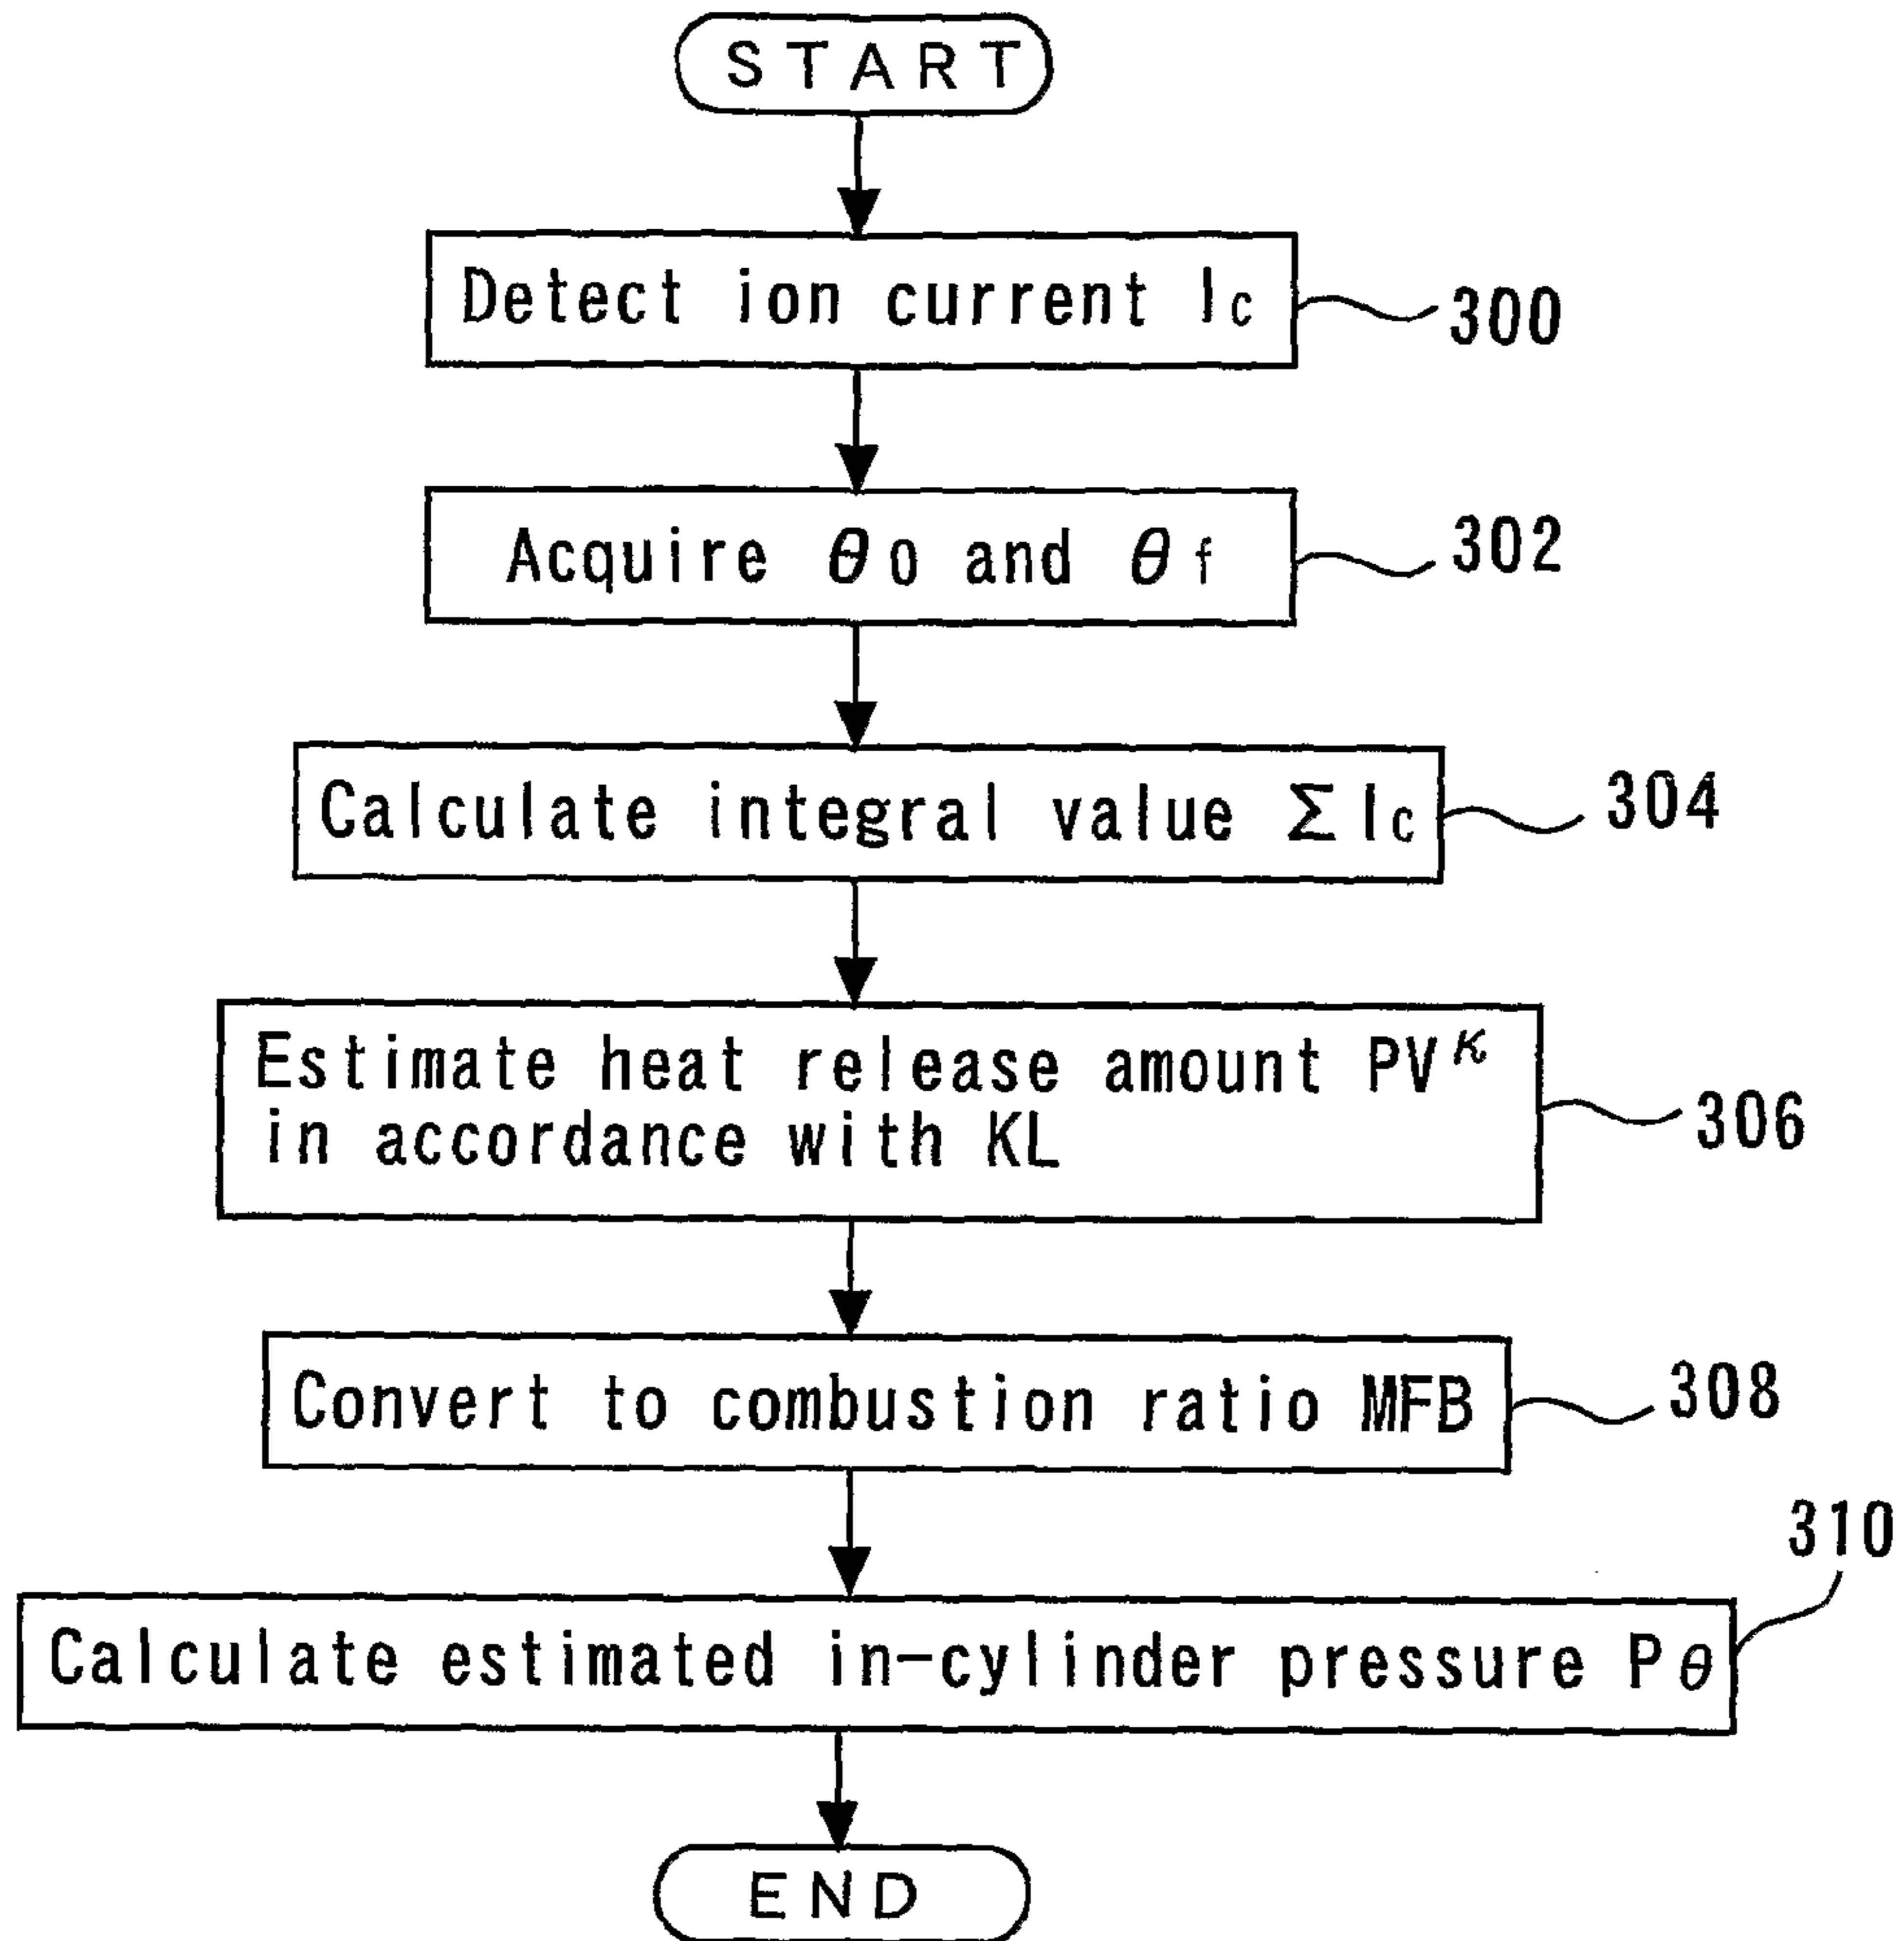 START
Detect ion current Ic
300
Acquire θ0 and θf
302
Calculate integral value ΣIc
304
Estimate heat release amount PV^κ
in accordance with KL
306
Convert to combustion ratio MFB
308
310
Calculate estimated in-cylinder pressure Pθ
END